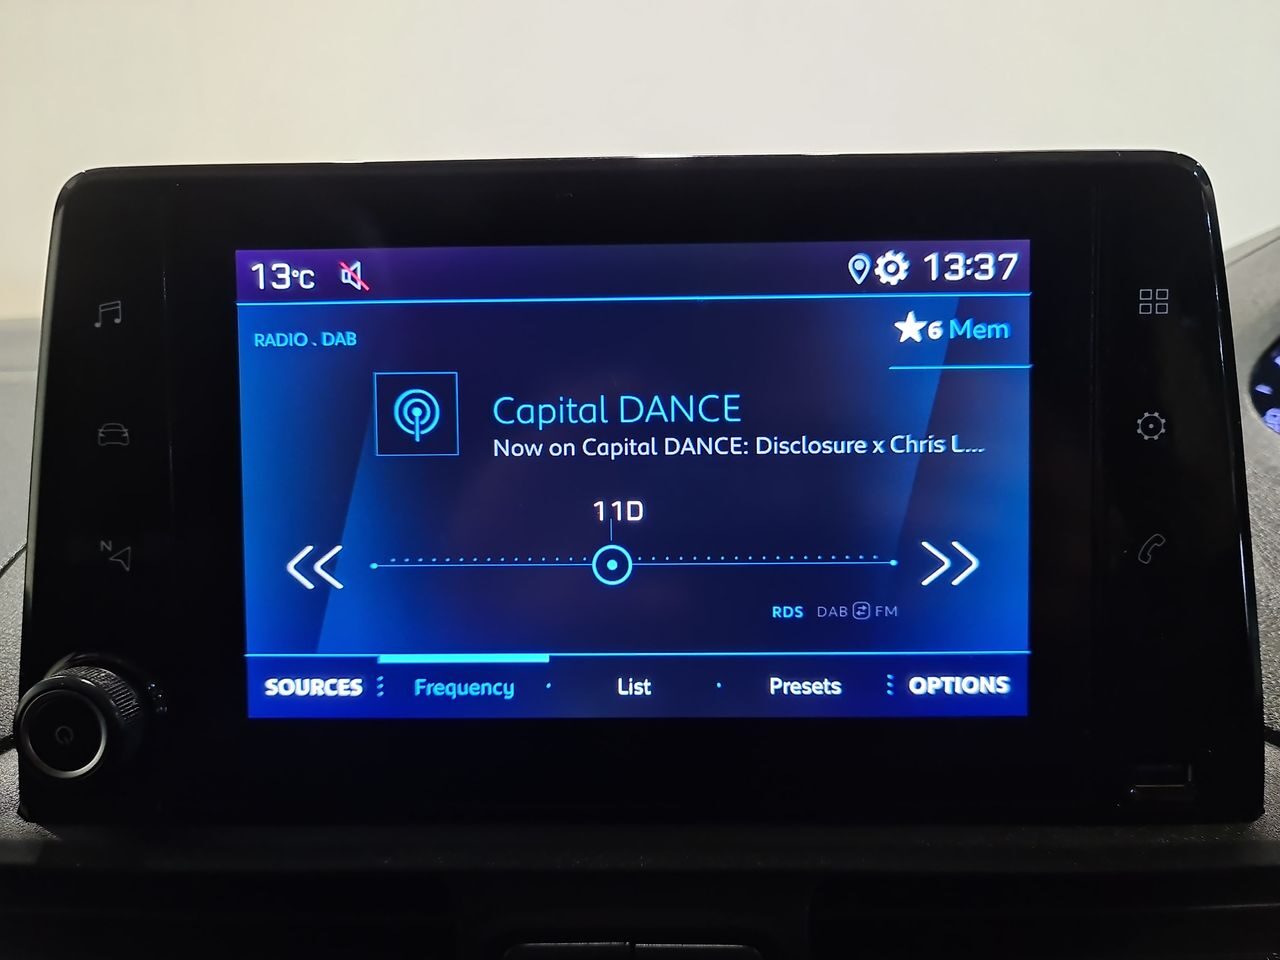 13°C 13:37
RADIO . DAB
6 Mem
Capital DANCE
Now on Capital DANCE: Disclosure x Chris L...
11D
RDS DAB FM
SOURCES Frequency List Presets OPTIONS
N